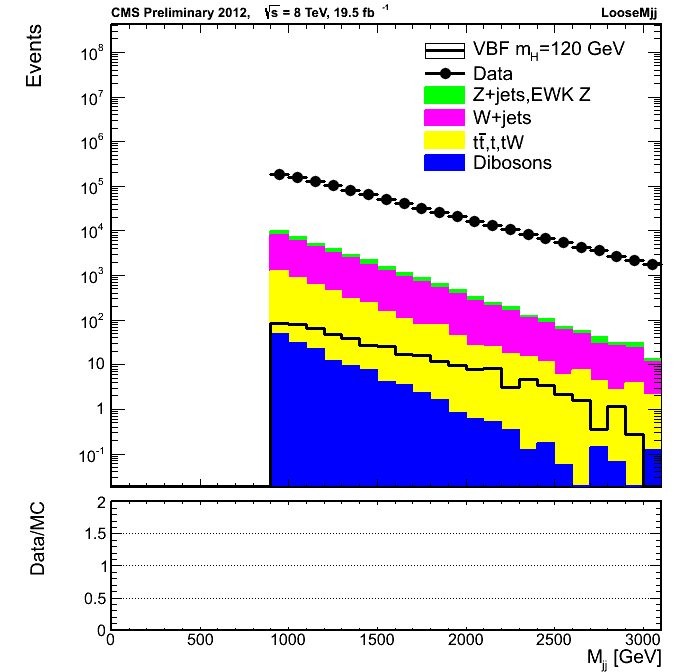 CMS Preliminary 2012, √s = 8 TeV, 19.5 fb⁻¹ LooseMjj
Events
10⁸
10⁷
10⁶
10⁵
10⁴
10³
10²
10
1
10⁻¹
VBF m_H=120 GeV
Data
Z+jets,EWK Z
W+jets
tt̄,t,tW
Dibosons
Data/MC
2
1.5
1
0.5
0
0 500 1000 1500 2000 2500 3000
M_jj [GeV]